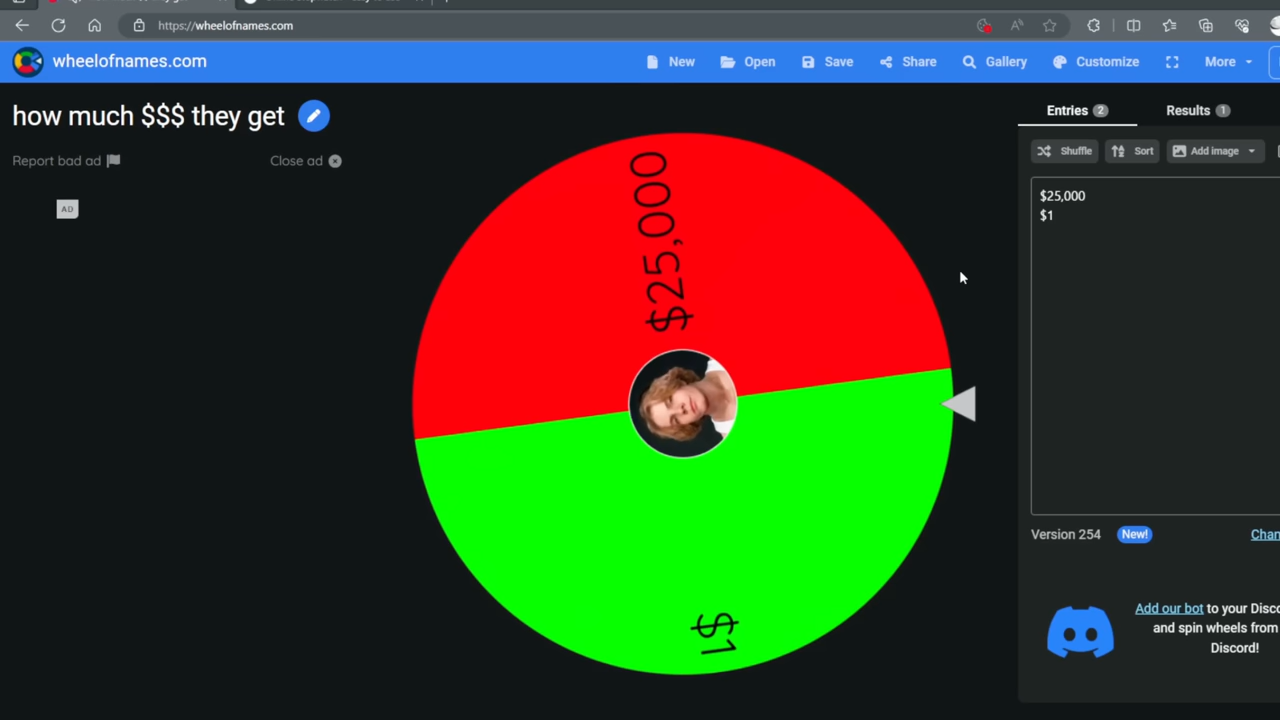 https://wheelofnames.com
wheelofnames.com
New
Open
Save
Share
Gallery
Customize
More
how much $$$ they get
Report bad ad
Close ad
AD
$25,000
$1
Entries 2
Results 1
Shuffle
Sort
Add image
$25,000
$1
Version 254
New!
Chan
Add our bot to your Disco
and spin wheels from
Discord!